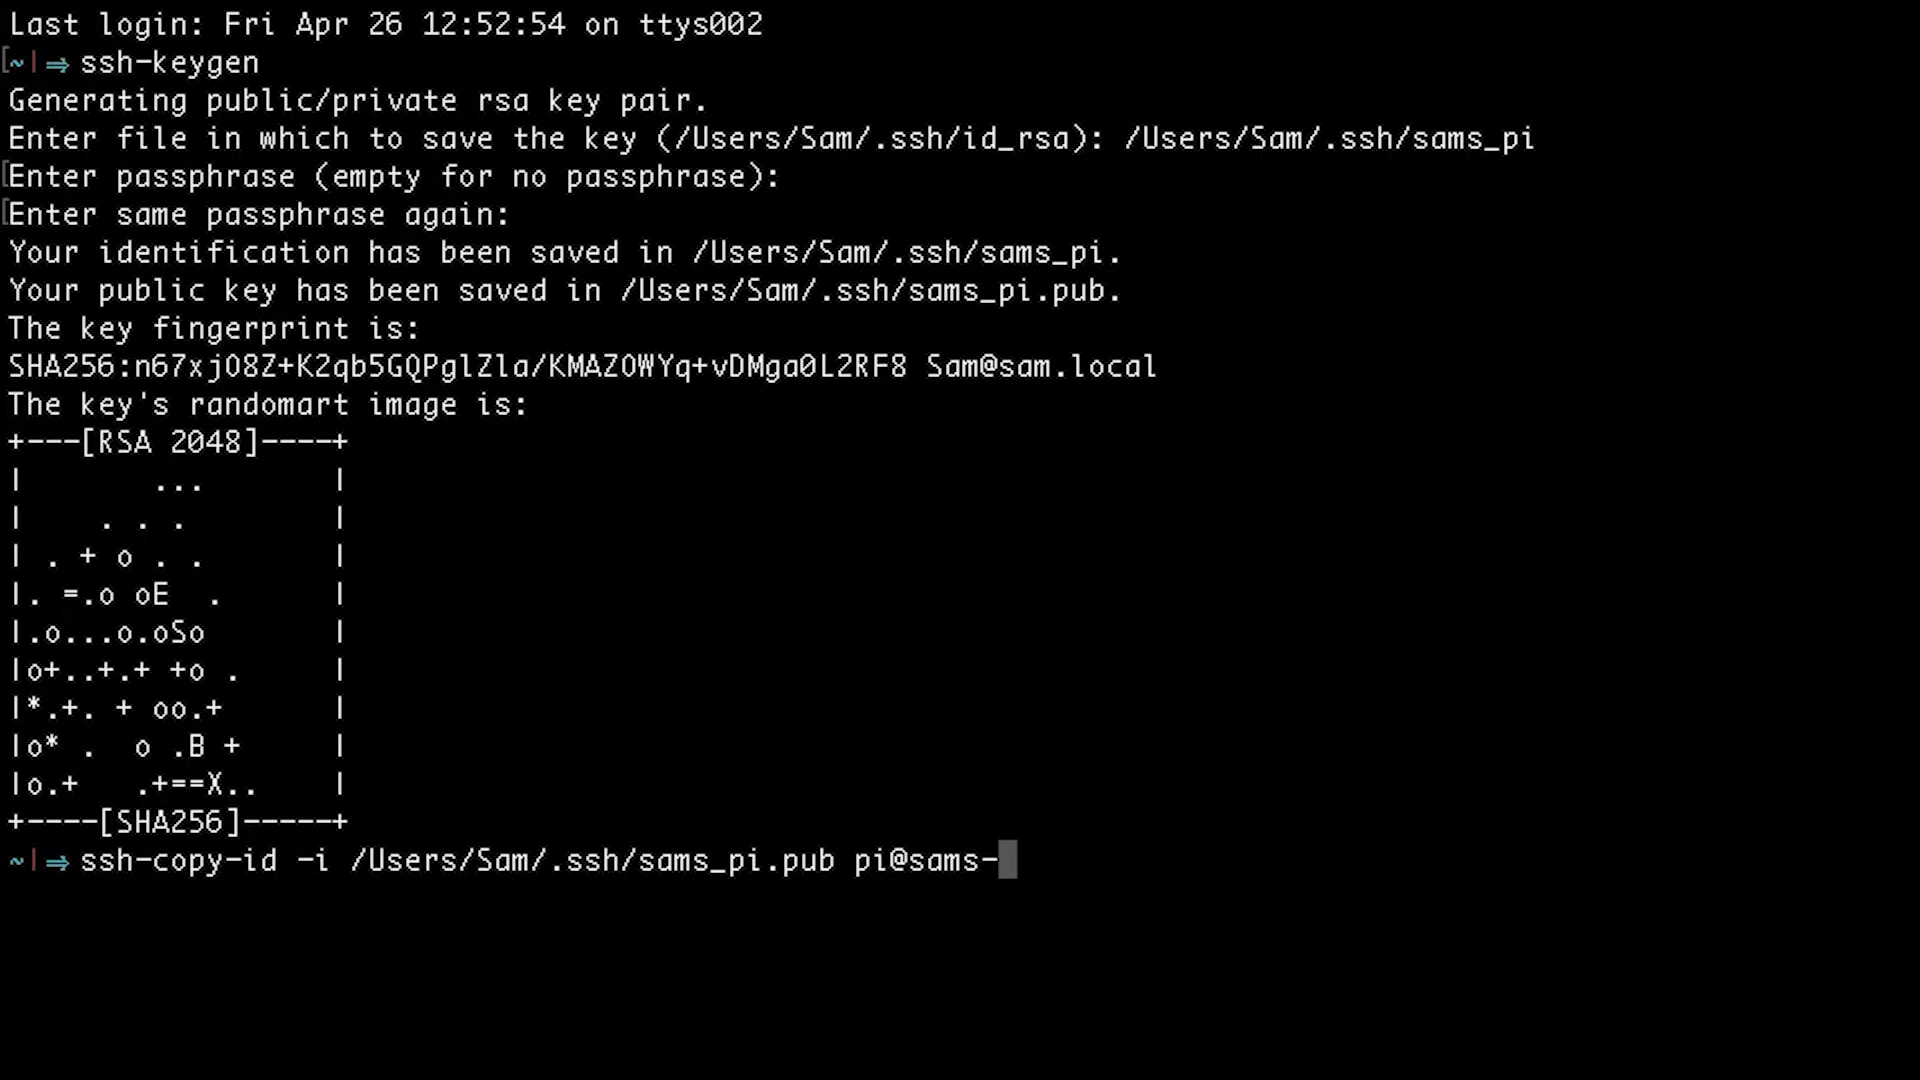 Last login: Fri Apr 26 12:52:54 on ttys002
[~|⇒ ssh-keygen
Generating public/private rsa key pair.
Enter file in which to save the key (/Users/Sam/.ssh/id_rsa): /Users/Sam/.ssh/sams_pi
[Enter passphrase (empty for no passphrase):
[Enter same passphrase again:
Your identification has been saved in /Users/Sam/.ssh/sams_pi.
Your public key has been saved in /Users/Sam/.ssh/sams_pi.pub.
The key fingerprint is:
SHA256:n67xjO8Z+K2qb5GQPglZla/KMAZOWYq+vDMga0L2RF8 Sam@sam.local
The key's randomart image is:
+---[RSA 2048]----+
|       ...       |
|    . . .        |
| . + o . .       |
|. =.o oE  .      |
|.o...o.oSo       |
|o+..+.+ +o .     |
|*.+. + oo.+      |
|o* .  o .B +     |
|o.+   .+==X..    |
+----[SHA256]-----+
~|⇒ ssh-copy-id -i /Users/Sam/.ssh/sams_pi.pub pi@sams-